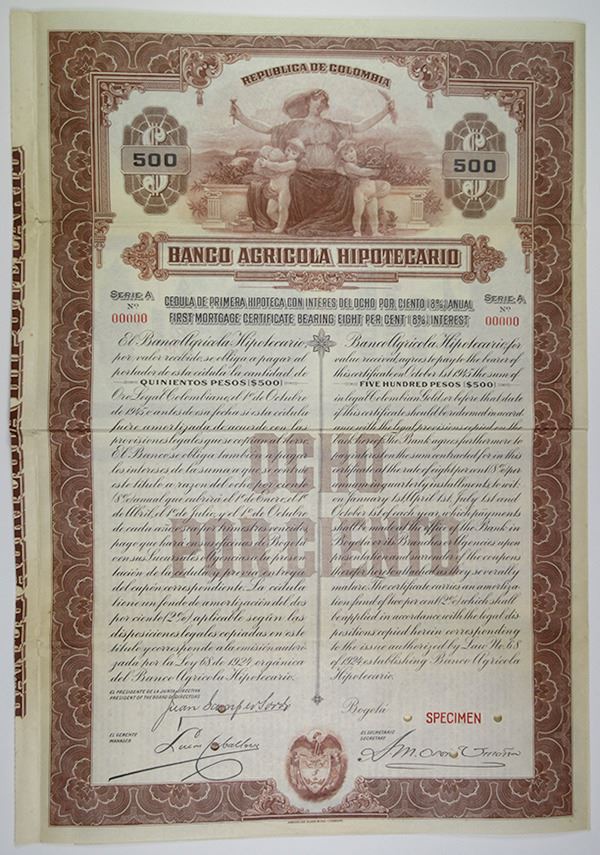 REPUBLICA DE COLOMBIA
500
500
BANCO AGRICOLA HIPOTECARIO
SERIE A
Nº
00000
CEDULA DE PRIMERA HIPOTECA CON INTERES DEL OCHO POR CIENTO (8%) ANUAL
FIRST MORTGAGE CERTIFICATE BEARING EIGHT PER CENT (8%) INTEREST
SERIE A
Nº
00000
El Banco Agricola Hipotecario,
por valor recibido, se obliga a pagar al
portador de esta cédula la cantidad de
QUINIENTOS PESOS ($500)
Oro Legal Colombiano, el 1º de Octubre
de 1945 o antes de esa fecha si esta cédula
fuere amortizada de acuerdo con las
provisiones legales que se copian
El Banco se obliga también a pagar
los intereses de la suma a que se
este título a razon del ocho por ciento
8% anual que cubrirá el 1º de Enero, el 1º
de Abril, el 1º de Julio, y el 1º de Octubre
de cada año,
pago que hará en sus oficinas de Bogotá
con sus Sucursales o Agencias a la presen-
tación de la cédula y previa entrega
del cupón correspondiente. La cédula
tiene un fondo de amortización del dos
por ciento (2%) aplicable según las
disposiciones legales copiadas en este
título y corresponde a la emisión autori-
zada por la Ley 68 de 1924 orgánica
del Banco Agricola Hipotecario.
Banco Agricola Hipotecario, for
value received, agrees to pay to the bearer of
this certificate on October 1st 1945 the sum of
FIVE HUNDRED PESOS ($500)
in legal Colombian Gold, or before that date
if this certificate should be redeemed in accord-
ance with the legal provisions copied on the
the Bank agrees furthermore to
pay interest on the sum contracted for in this
certificate at the rate of eight per cent 8% per
annum in quarterly installments, to wit:
January 1st April 1st, July 1st and
October 1st of each year, which payments
shall be made at the office of the Bank in
Bogotá or its Branches or Agencies upon
presentation and surrender of the coupons
therefor hereto attached as they severally
mature. The certificate carries an amortiza-
tion fund of two per cent (2%) which shall
be applied in accordance with the legal dis-
positions copied herein corresponding
to the issue authorized by Law No. 68
of 1924 establishing Banco Agricola
Hipotecario.
OCHO
POR CIENTO
EL PRESIDENTE DE LA JUNTA DIRECTIVA
PRESIDENT OF THE BOARD OF DIRECTORS
Bogotá
SPECIMEN
EL GERENTE
MANAGER
EL SECRETARIO
SECRETARY
BANCO AGRICOLA HIPOTECARIO